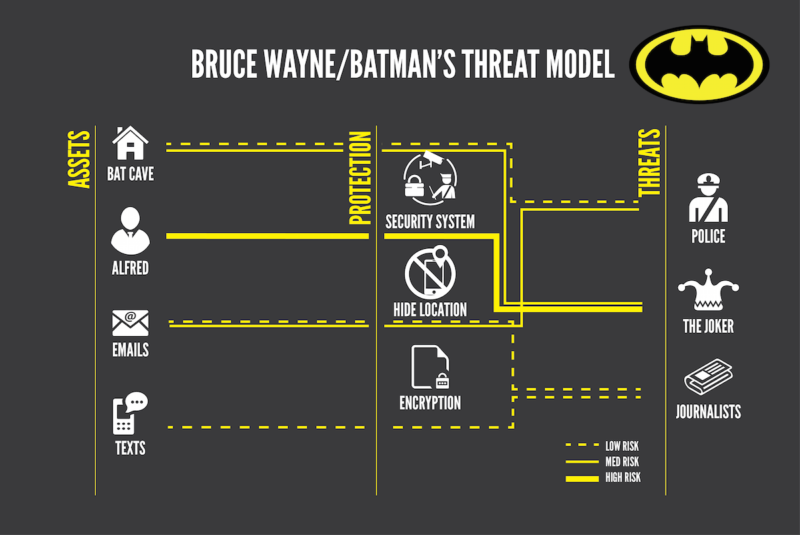 BRUCE WAYNE/BATMAN'S THREAT MODEL
ASSETS
BAT CAVE
ALFRED
EMAILS
TEXTS
PROTECTION
SECURITY SYSTEM
HIDE LOCATION
ENCRYPTION
THREATS
POLICE
THE JOKER
JOURNALISTS
LOW RISK
MED RISK
HIGH RISK